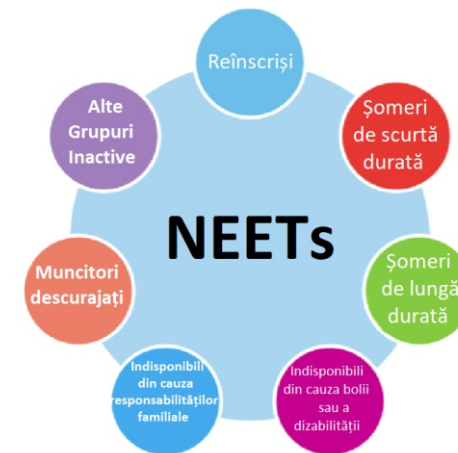 Reînscriși
Șomeri
de scurtă
durată
Șomeri
de lungă
durată
Indisponibili
din cauza bolii
sau a
dizabilității
Indisponibili
din cauza
responsabilităților
familiale
Muncitori
descurajați
Alte
Grupuri
Inactive
NEETs